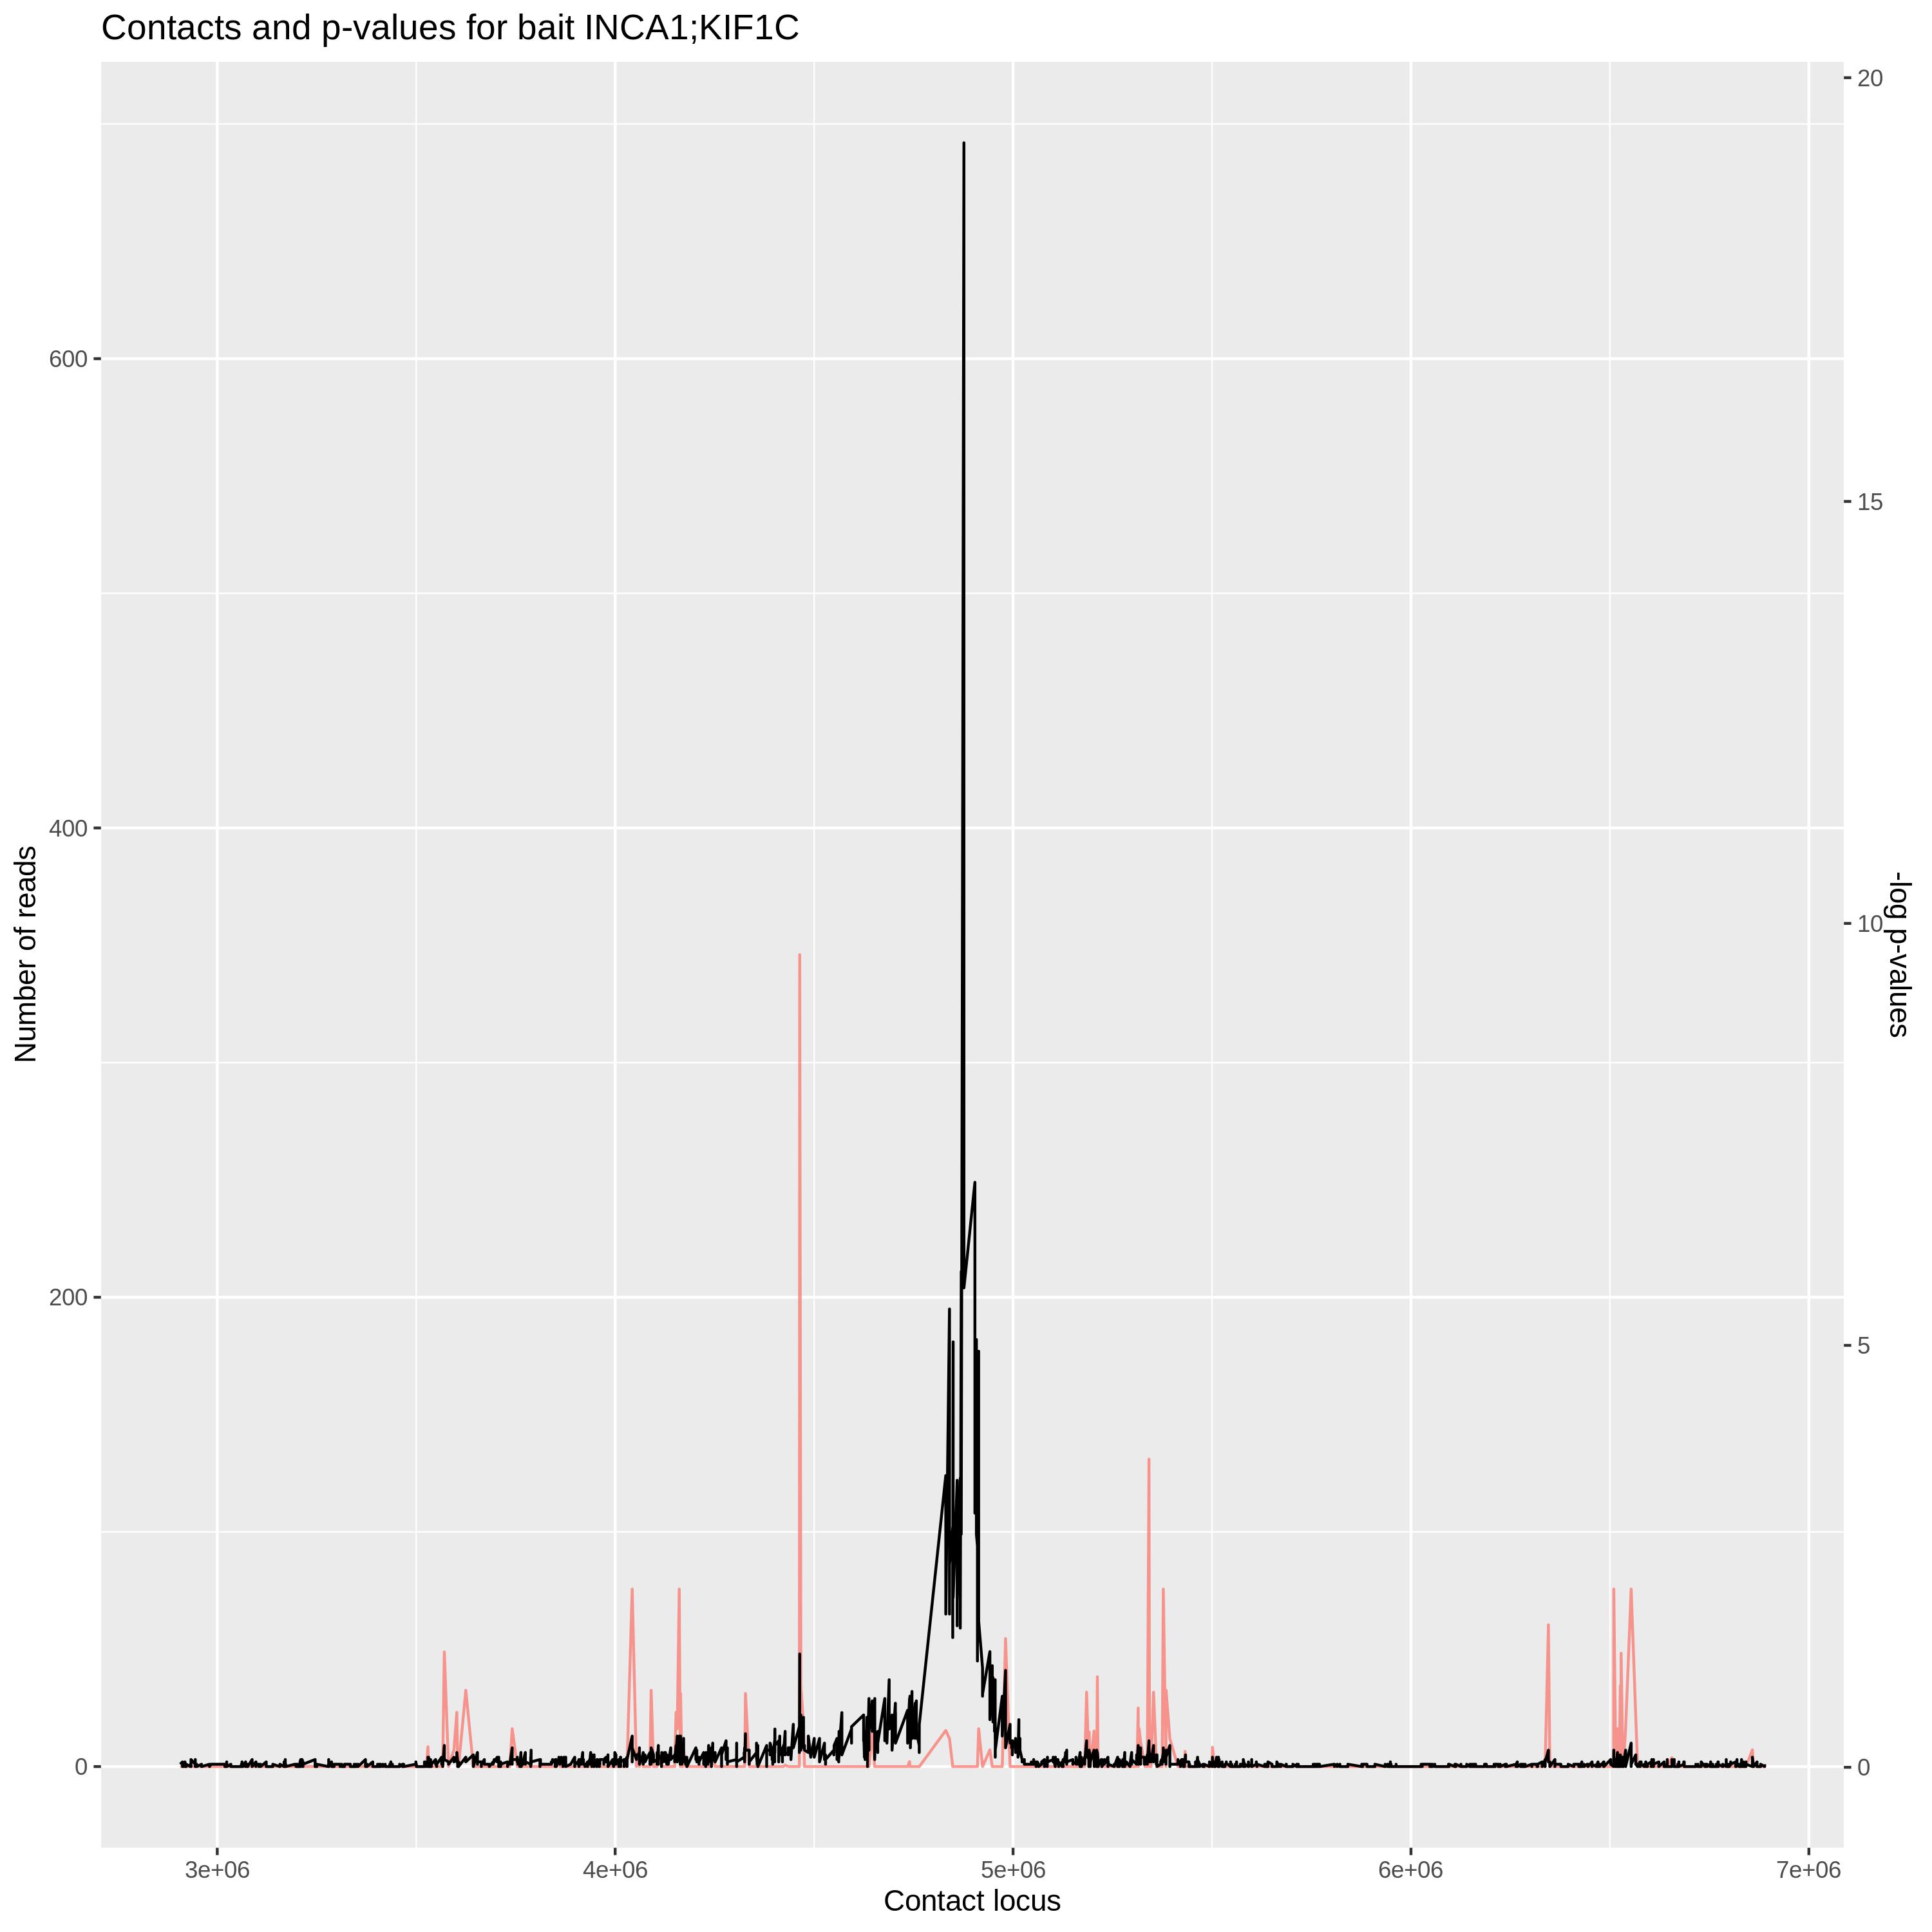 Contacts and p-values for bait INCA1;KIF1C
Number of reads
600
400
200
0
20
15
10
5
0
-log p-values
3e+06
4e+06
5e+06
6e+06
7e+06
Contact locus